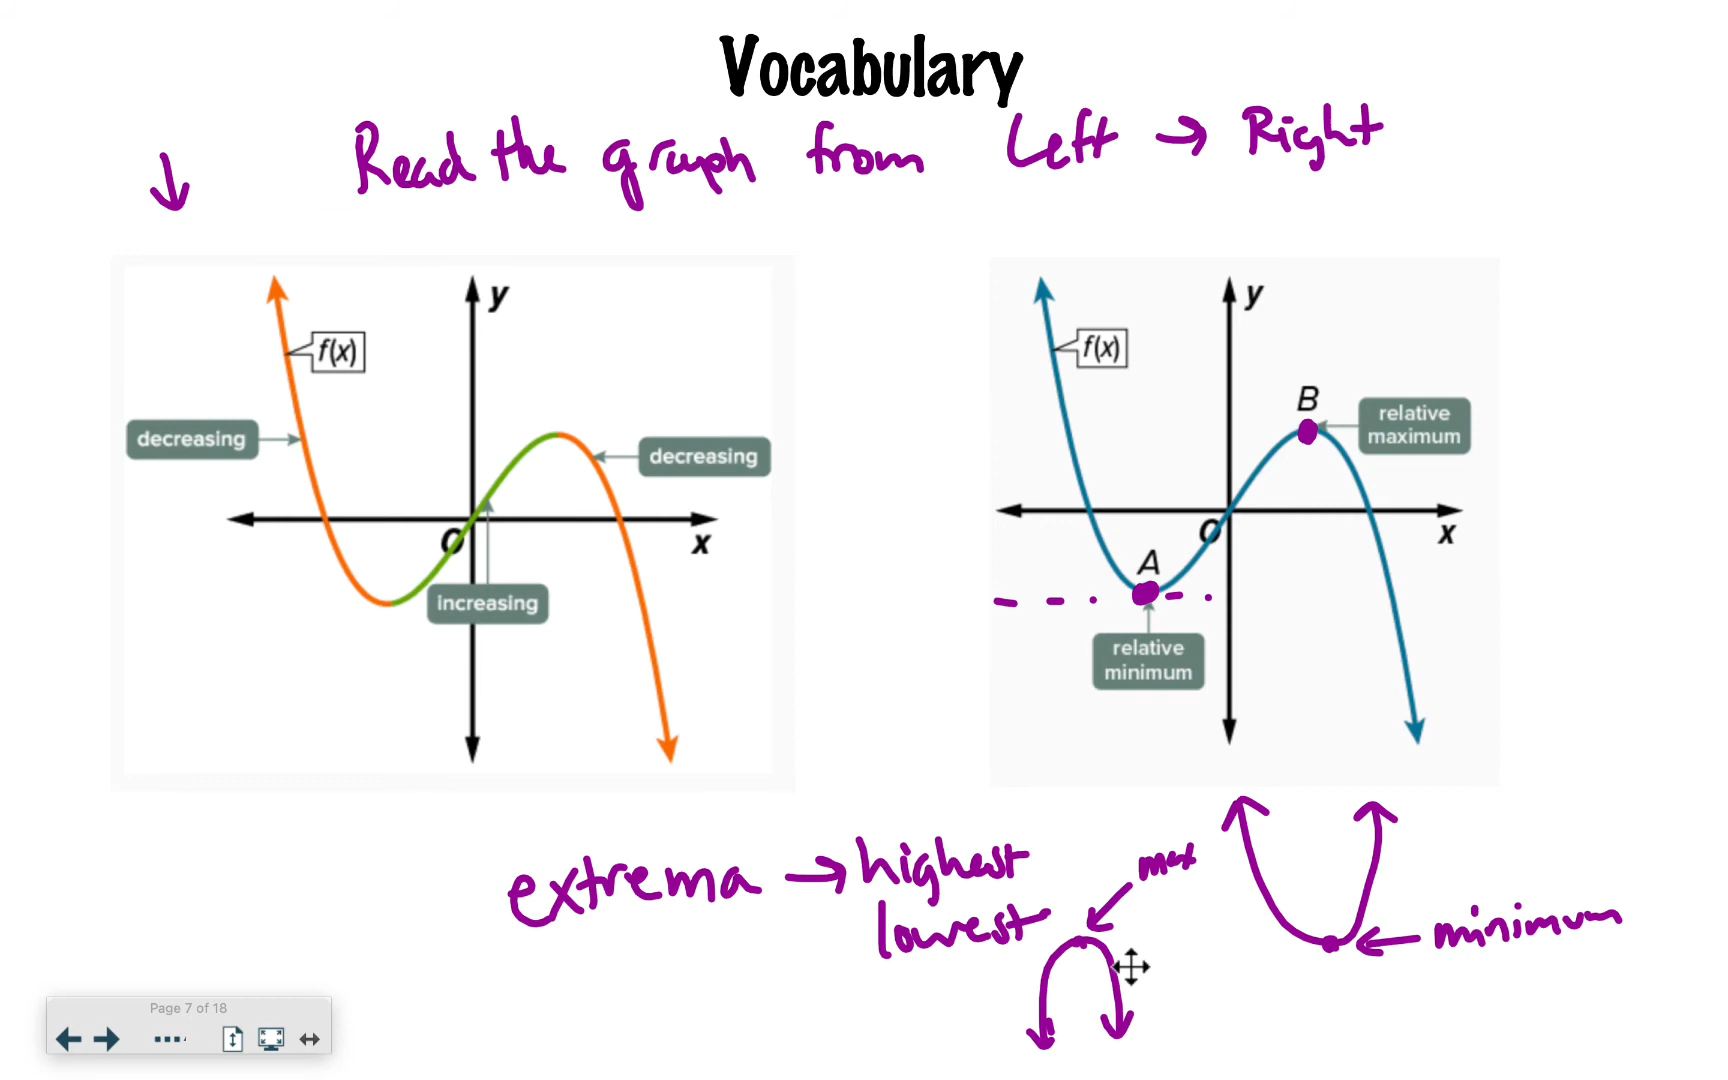 Vocabulary
Read the graph from Left → Right
y
f(x)
decreasing
decreasing
O
x
increasing
y
f(x)
B
relative
maximum
O
x
A
relative
minimum
extrema → highest
lowest
max
minimum
Page 7 of 18